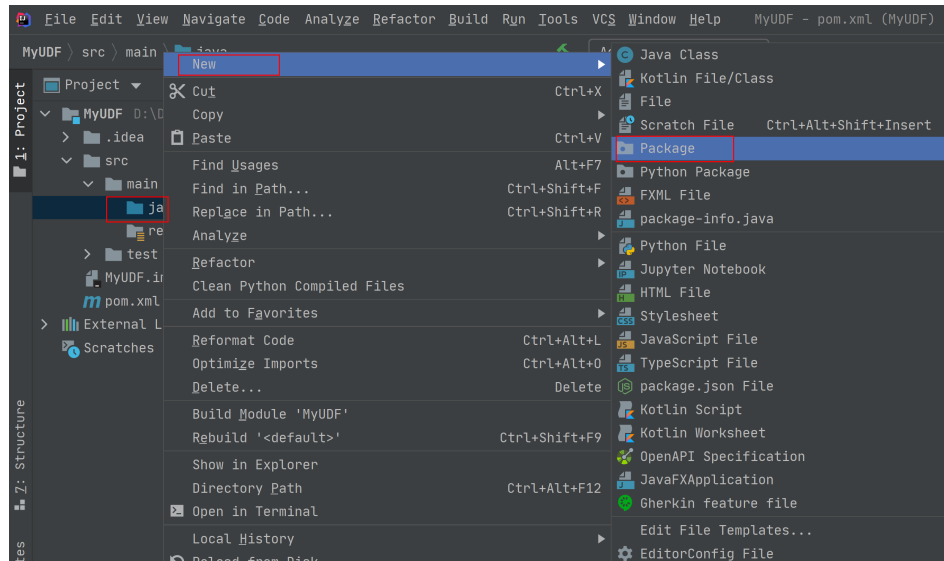 File Edit View Navigate Code Analyze Refactor Build Run Tools VCS Window Help MyUDF - pom.xml (MyUDF)
MyUDF src main java
1: Project
Z: Structure
Project
MyUDF D:\
.idea
src
main
ja
re
test
MyUDF.im
pom.xml
External L
Scratches
New
Cut Ctrl+X
Copy
Paste Ctrl+V
Find Usages Alt+F7
Find in Path... Ctrl+Shift+F
Replace in Path... Ctrl+Shift+R
Analyze
Refactor
Clean Python Compiled Files
Add to Favorites
Reformat Code Ctrl+Alt+L
Optimize Imports Ctrl+Alt+O
Delete... Delete
Build Module 'MyUDF'
Rebuild '<default>' Ctrl+Shift+F9
Show in Explorer
Directory Path Ctrl+Alt+F12
Open in Terminal
Local History
Reload from Disk
Java Class
Kotlin File/Class
File
Scratch File Ctrl+Alt+Shift+Insert
Package
Python Package
FXML File
package-info.java
Python File
Jupyter Notebook
HTML File
Stylesheet
JavaScript File
TypeScript File
package.json File
Kotlin Script
Kotlin Worksheet
OpenAPI Specification
JavaFXApplication
Gherkin feature file
Edit File Templates...
EditorConfig File